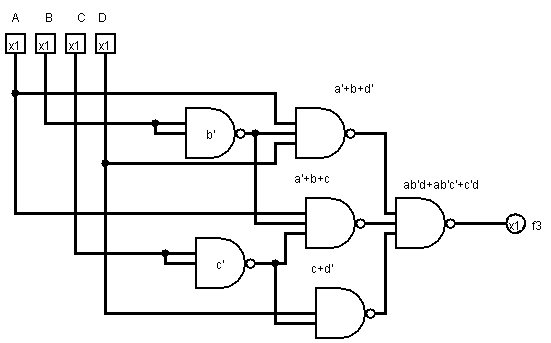 A B C D
x1 x1 x1 x1
a'+b+d'
b'
a'+b+c
ab'd+ab'c'+c'd
x1 f3
c'
c+d'